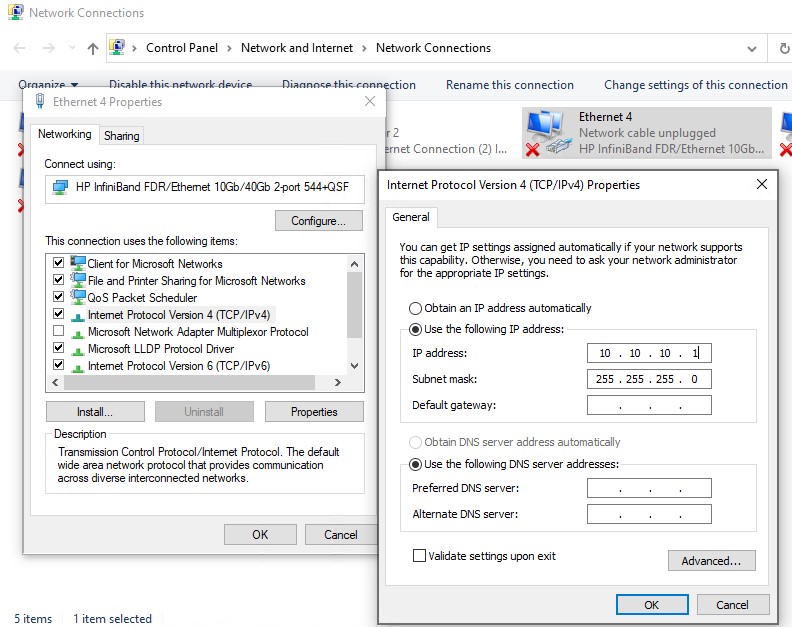 Network Connections
Control Panel > Network and Internet > Network Connections
Organize Disable this network device Diagnose this connection Rename this connection Change settings of this connection
r 2
ernet Connection (2) I...
Ethernet 4
Network cable unplugged
HP InfiniBand FDR/Ethernet 10Gb...
Ethernet 4 Properties
Networking Sharing
Connect using:
HP InfiniBand FDR/Ethernet 10Gb/40Gb 2-port 544+QSF
Configure...
This connection uses the following items:
Client for Microsoft Networks
File and Printer Sharing for Microsoft Networks
QoS Packet Scheduler
Internet Protocol Version 4 (TCP/IPv4)
Microsoft Network Adapter Multiplexor Protocol
Microsoft LLDP Protocol Driver
Internet Protocol Version 6 (TCP/IPv6)
Install... Uninstall Properties
Description
Transmission Control Protocol/Internet Protocol. The default
wide area network protocol that provides communication
across diverse interconnected networks.
OK Cancel
Internet Protocol Version 4 (TCP/IPv4) Properties
General
You can get IP settings assigned automatically if your network supports
this capability. Otherwise, you need to ask your network administrator
for the appropriate IP settings.
Obtain an IP address automatically
Use the following IP address:
IP address: 10 . 10 . 10 . 1
Subnet mask: 255 . 255 . 255 . 0
Default gateway: . . .
Obtain DNS server address automatically
Use the following DNS server addresses:
Preferred DNS server: . . .
Alternate DNS server: . . .
Validate settings upon exit
Advanced...
OK Cancel
5 items 1 item selected